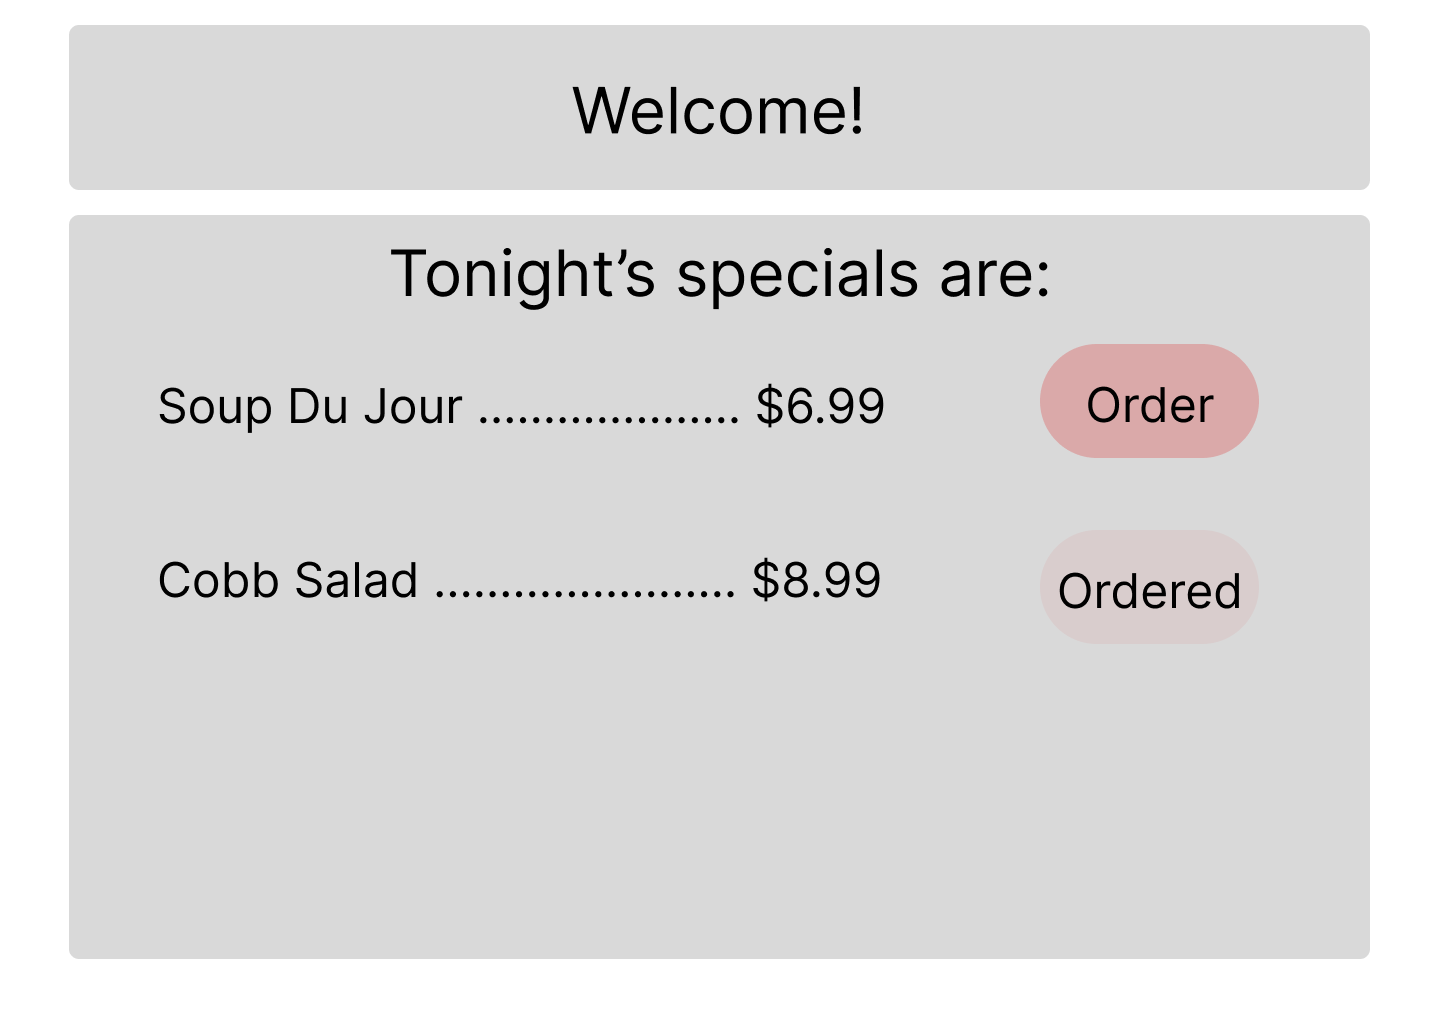 Welcome!
Tonight’s specials are:
Soup Du Jour .................... $6.99
Order
Cobb Salad ....................... $8.99
Ordered